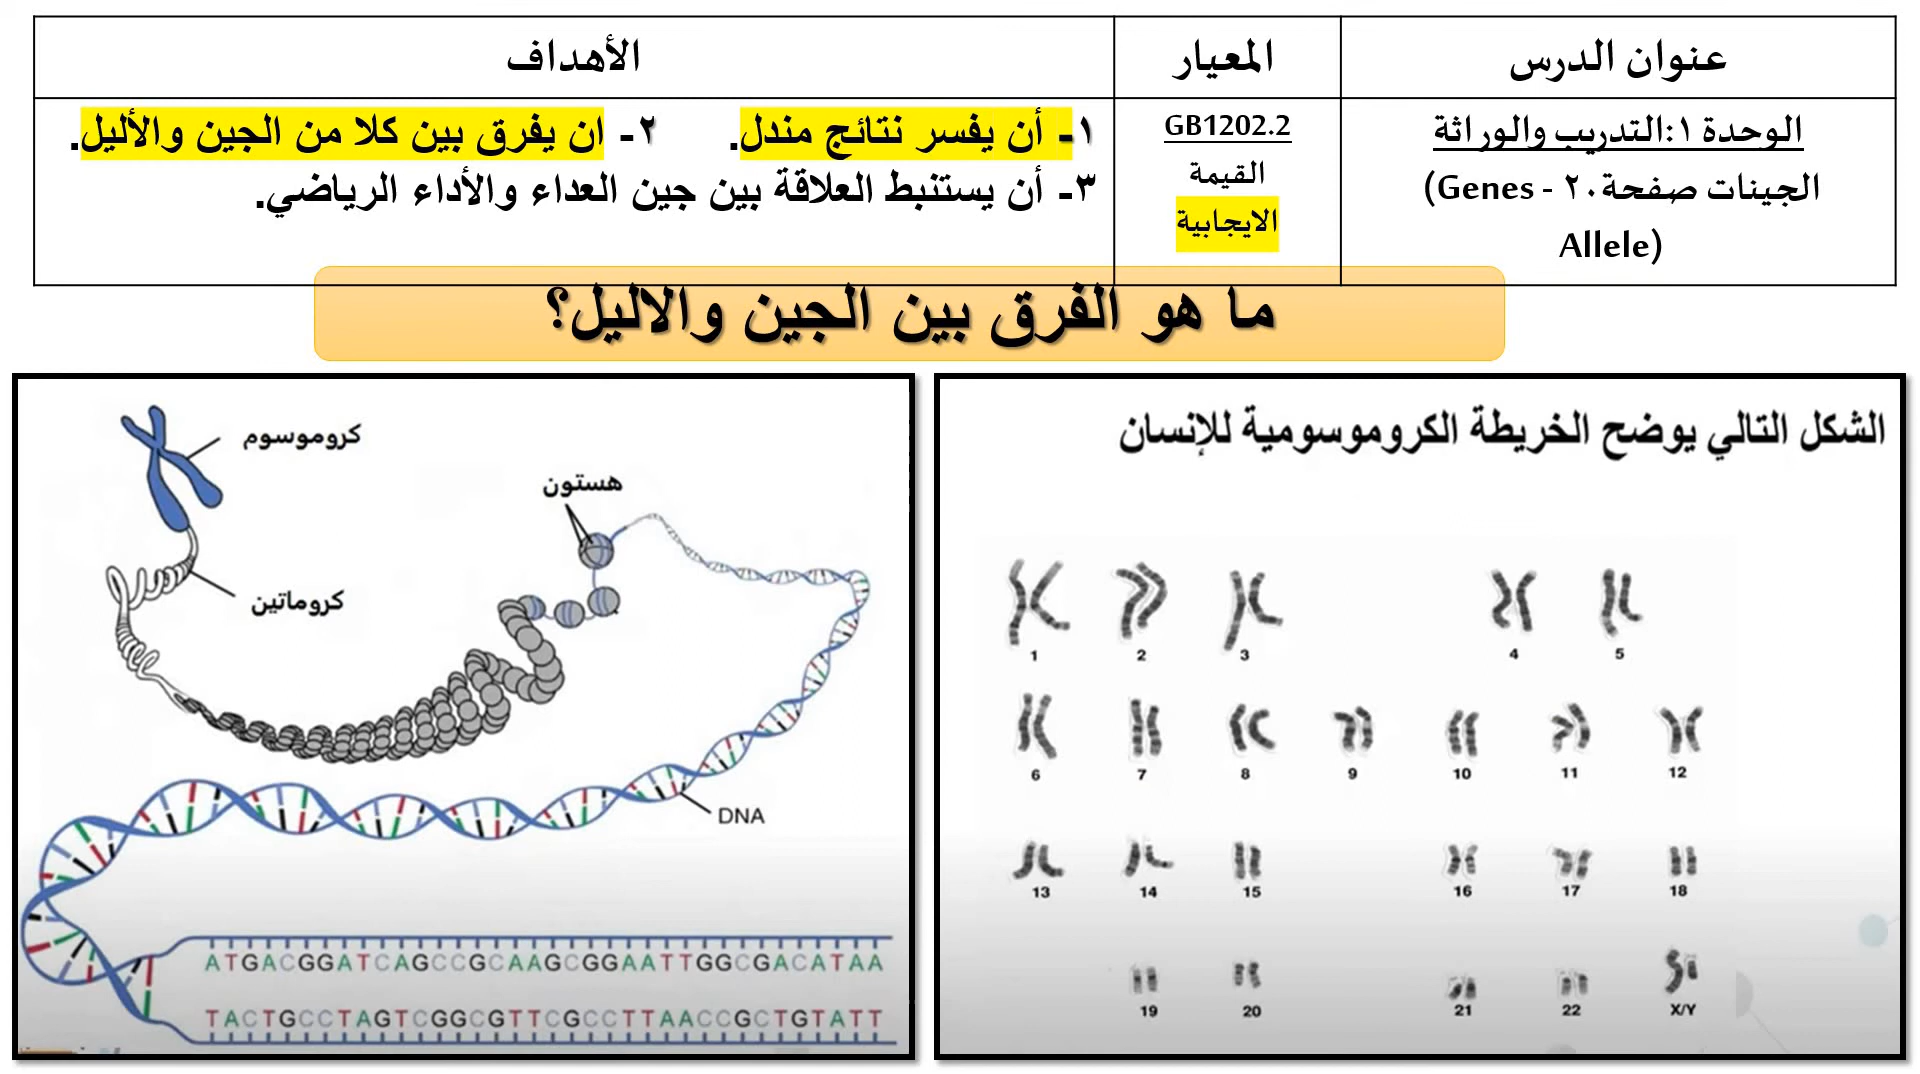 عنوان الدرس
المعيار
الأهداف
الوحدة ١:التدريب والوراثة
الجينات صفحة٢٠ - Genes)
(Allele
GB1202.2
القيمة
الايجابية
١- أن يفسر نتائج مندل. ٢- ان يفرق بين كلا من الجين والأليل.
٣- أن يستنبط العلاقة بين جين العداء والأداء الرياضي.
ما هو الفرق بين الجين والاليل؟
الشكل التالي يوضح الخريطة الكروموسومية للإنسان
1 2 3 4 5
6 7 8 9 10 11 12
13 14 15 16 17 18
19 20 21 22 X/Y
كروموسوم
هستون
كروماتين
DNA
ATGACGGATCAGCCGCAAGCGGAATTGGCGACATAA
TACTGCCTAGTCGGCGTTCGCCTTAACCGCTGTATT